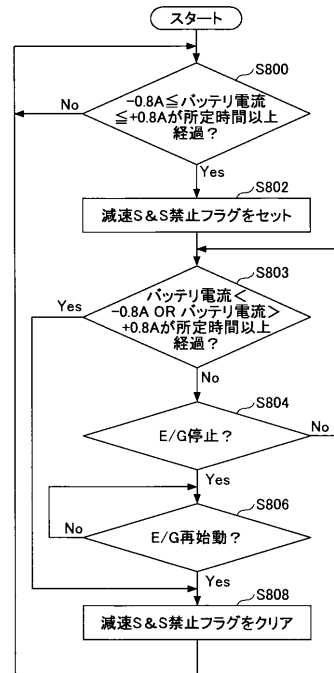 スタート
S800
-0.8A≦バッテリ電流
≦+0.8Aが所定時間以上
経過？
No
Yes
S802
減速S＆S禁止フラグをセット
S803
バッテリ電流＜
-0.8A OR バッテリ電流＞
+0.8Aが所定時間以上
経過？
Yes
No
S804
E/G停止？
No
Yes
S806
E/G再始動？
No
Yes
S808
減速S＆S禁止フラグをクリア